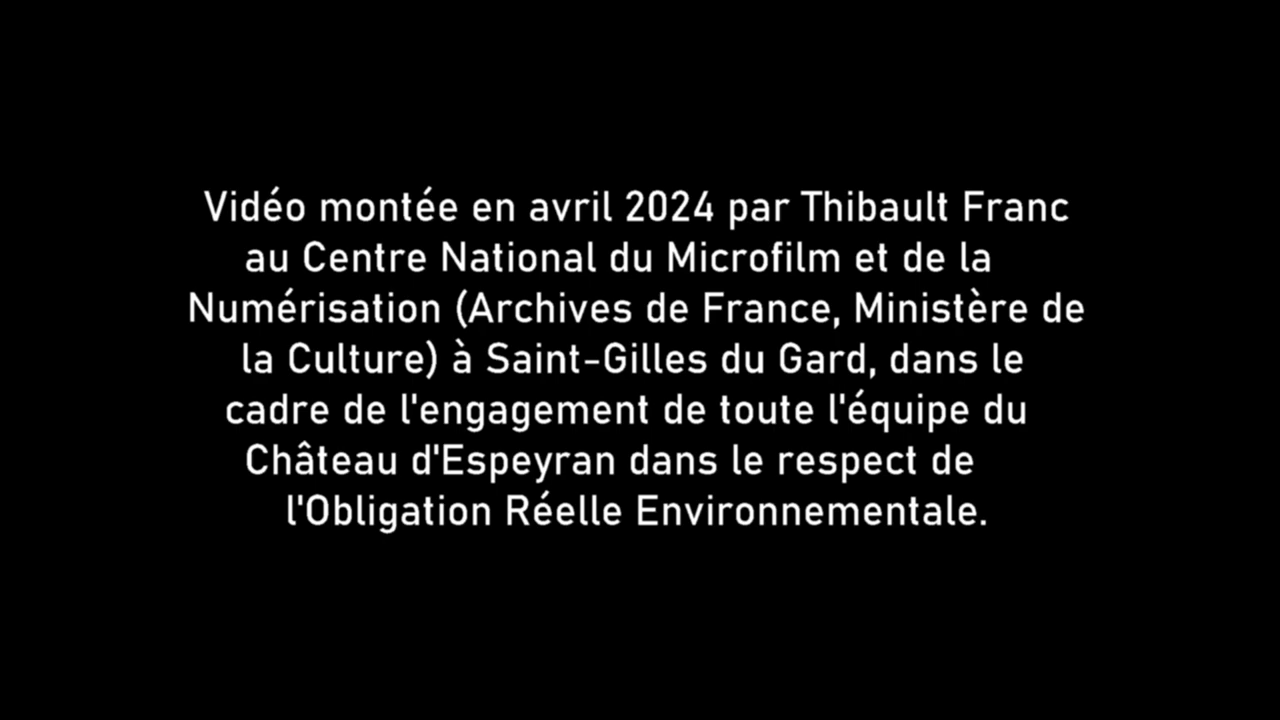 Vidéo montée en avril 2024 par Thibault Franc
au Centre National du Microfilm et de la
Numérisation (Archives de France, Ministère de
la Culture) à Saint-Gilles du Gard, dans le
cadre de l'engagement de toute l'équipe du
Château d'Espeyran dans le respect de
l'Obligation Réelle Environnementale.